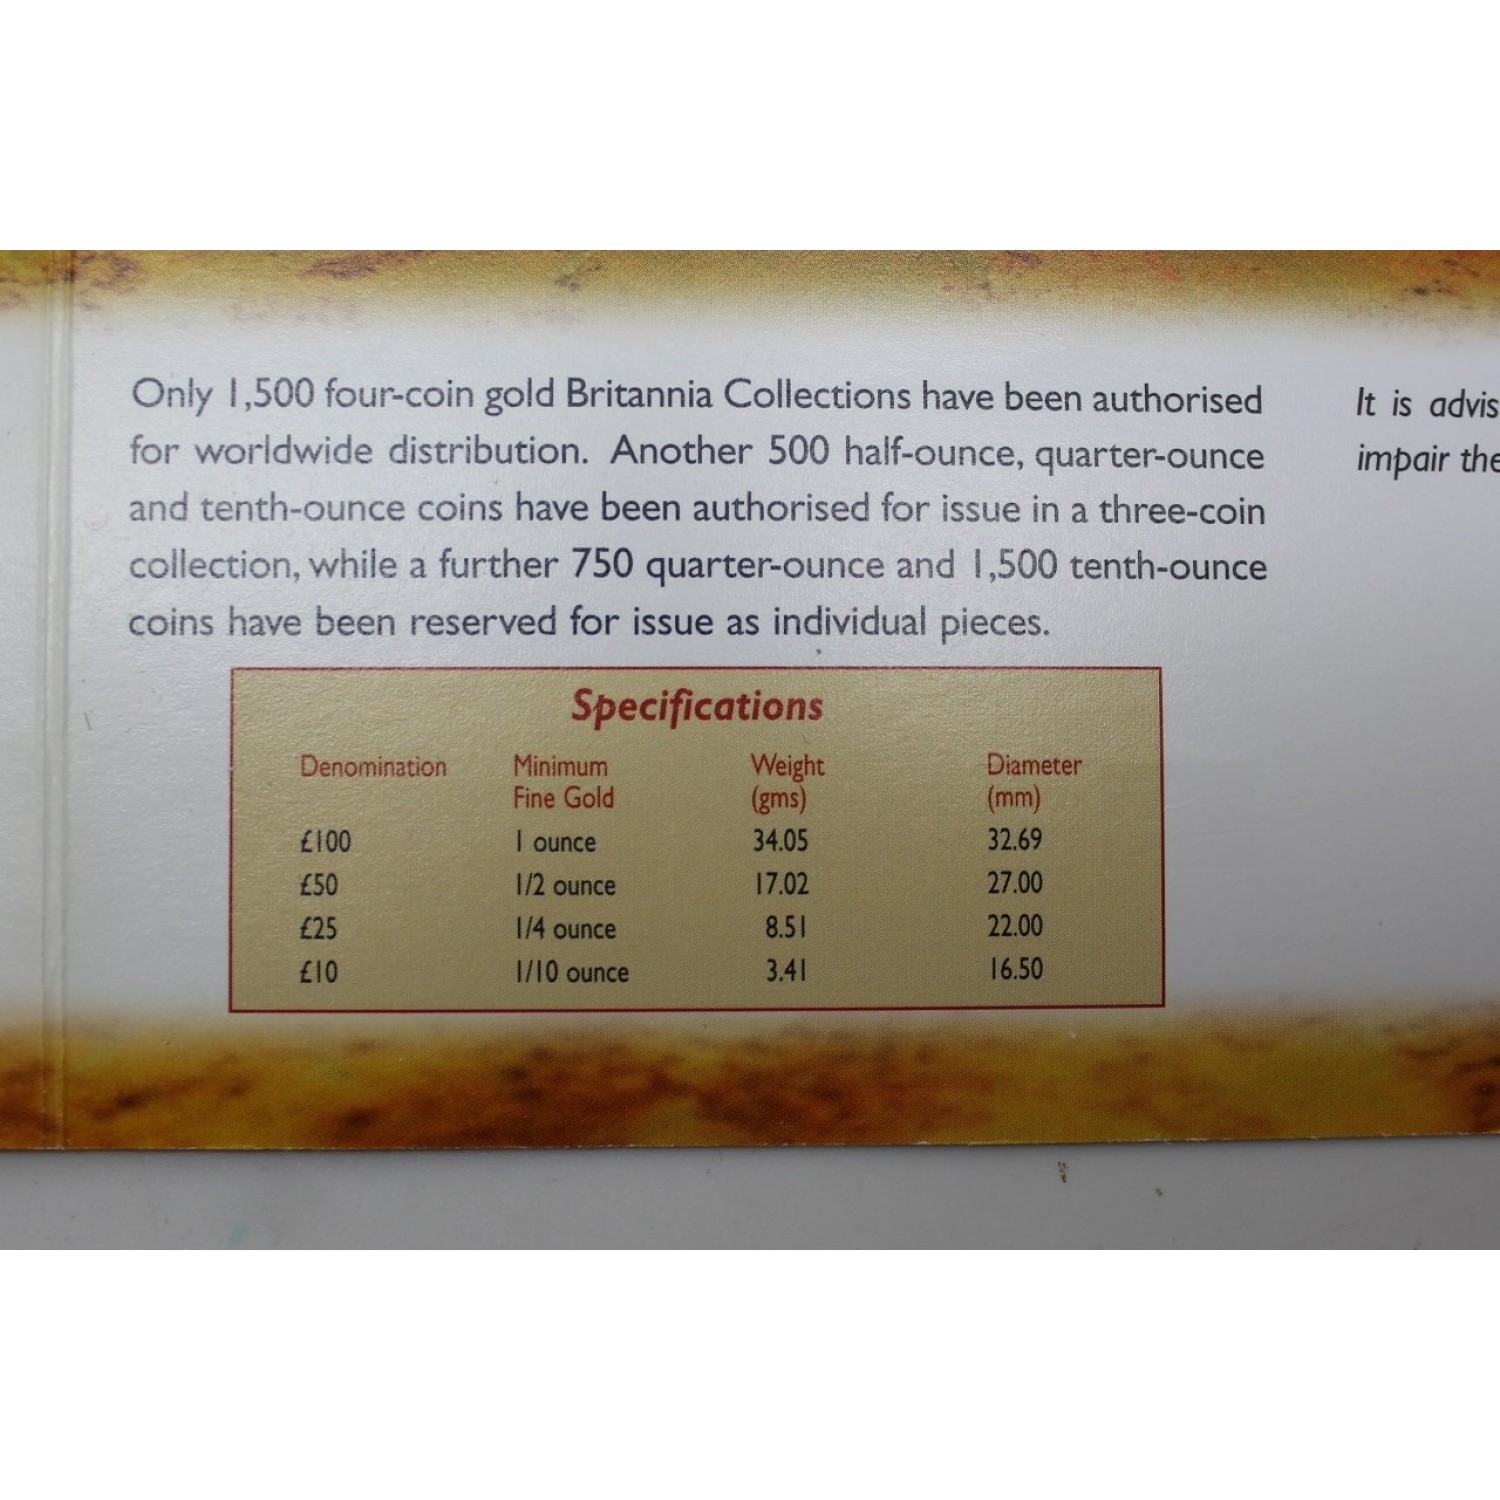 Only 1,500 four-coin gold Britannia Collections have been authorised
for worldwide distribution. Another 500 half-ounce, quarter-ounce
and tenth-ounce coins have been authorised for issue in a three-coin
collection, while a further 750 quarter-ounce and 1,500 tenth-ounce
coins have been reserved for issue as individual pieces.
Specifications
Denomination Minimum Weight Diameter
Fine Gold (gms) (mm)
£100 1 ounce 34.05 32.69
£50 1/2 ounce 17.02 27.00
£25 1/4 ounce 8.51 22.00
£10 1/10 ounce 3.41 16.50
It is advis
impair the